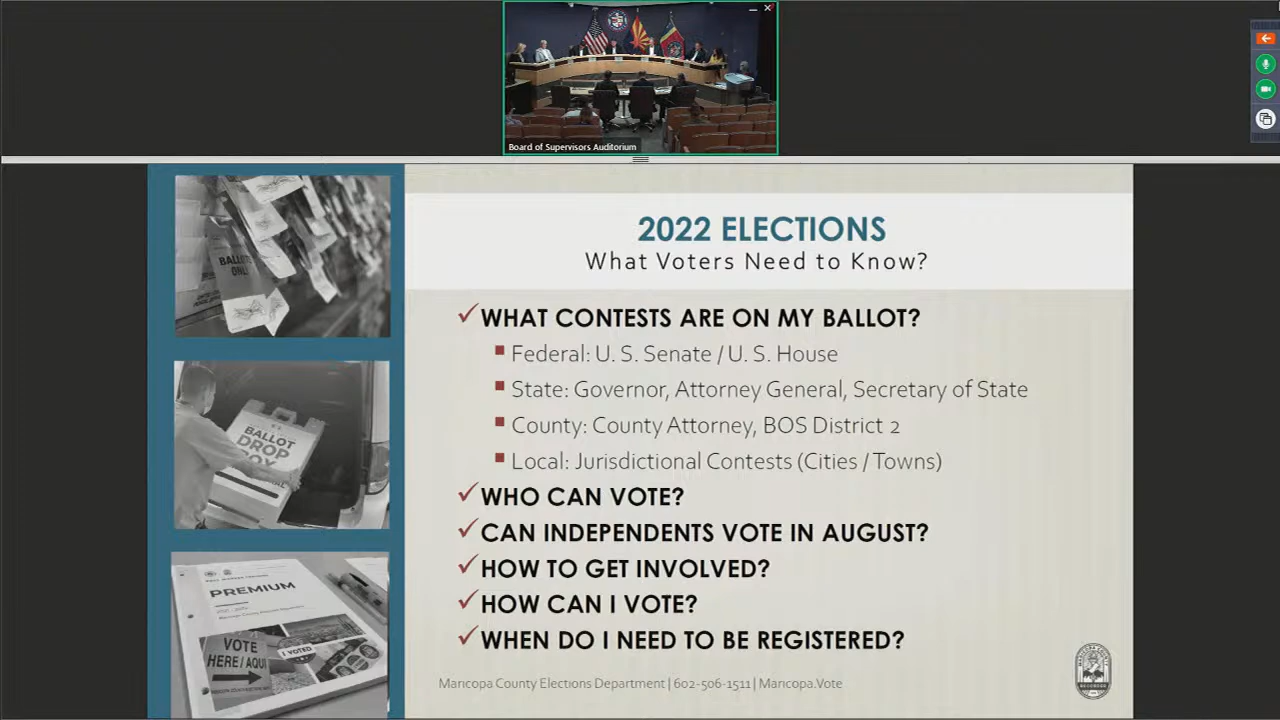 Board of Supervisors Auditorium
2022 ELECTIONS
What Voters Need to Know?
WHAT CONTESTS ARE ON MY BALLOT?
Federal: U. S. Senate / U. S. House
State: Governor, Attorney General, Secretary of State
County: County Attorney, BOS District 2
Local: Jurisdictional Contests (Cities / Towns)
WHO CAN VOTE?
CAN INDEPENDENTS VOTE IN AUGUST?
HOW TO GET INVOLVED?
HOW CAN I VOTE?
WHEN DO I NEED TO BE REGISTERED?
Maricopa County Elections Department | 602-506-1511 | Maricopa.Vote
BALLOT
DROP
BOX
PREMIUM
VOTE
HERE / AQUI
I VOTED
MARICOPA COUNTY